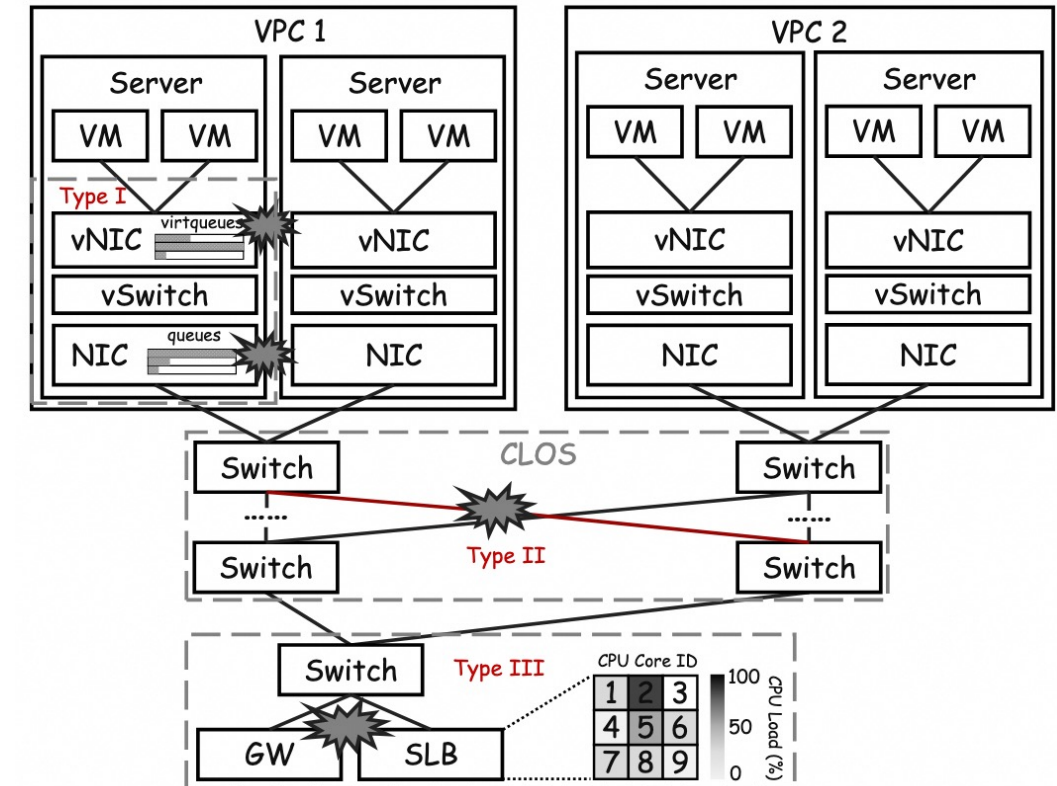 VPC 1
VPC 2
Server
Server
Server
Server
VM
VM
VM
VM
VM
VM
VM
VM
Type I
virtqueues
vNIC
vNIC
vNIC
vNIC
vSwitch
vSwitch
vSwitch
vSwitch
queues
NIC
NIC
NIC
NIC
CLOS
Switch
Switch
......
......
Type II
Switch
Switch
Switch
Type III
CPU Core ID
1 2 3
4 5 6
7 8 9
100
50
0
CPU Load (%)
GW
SLB